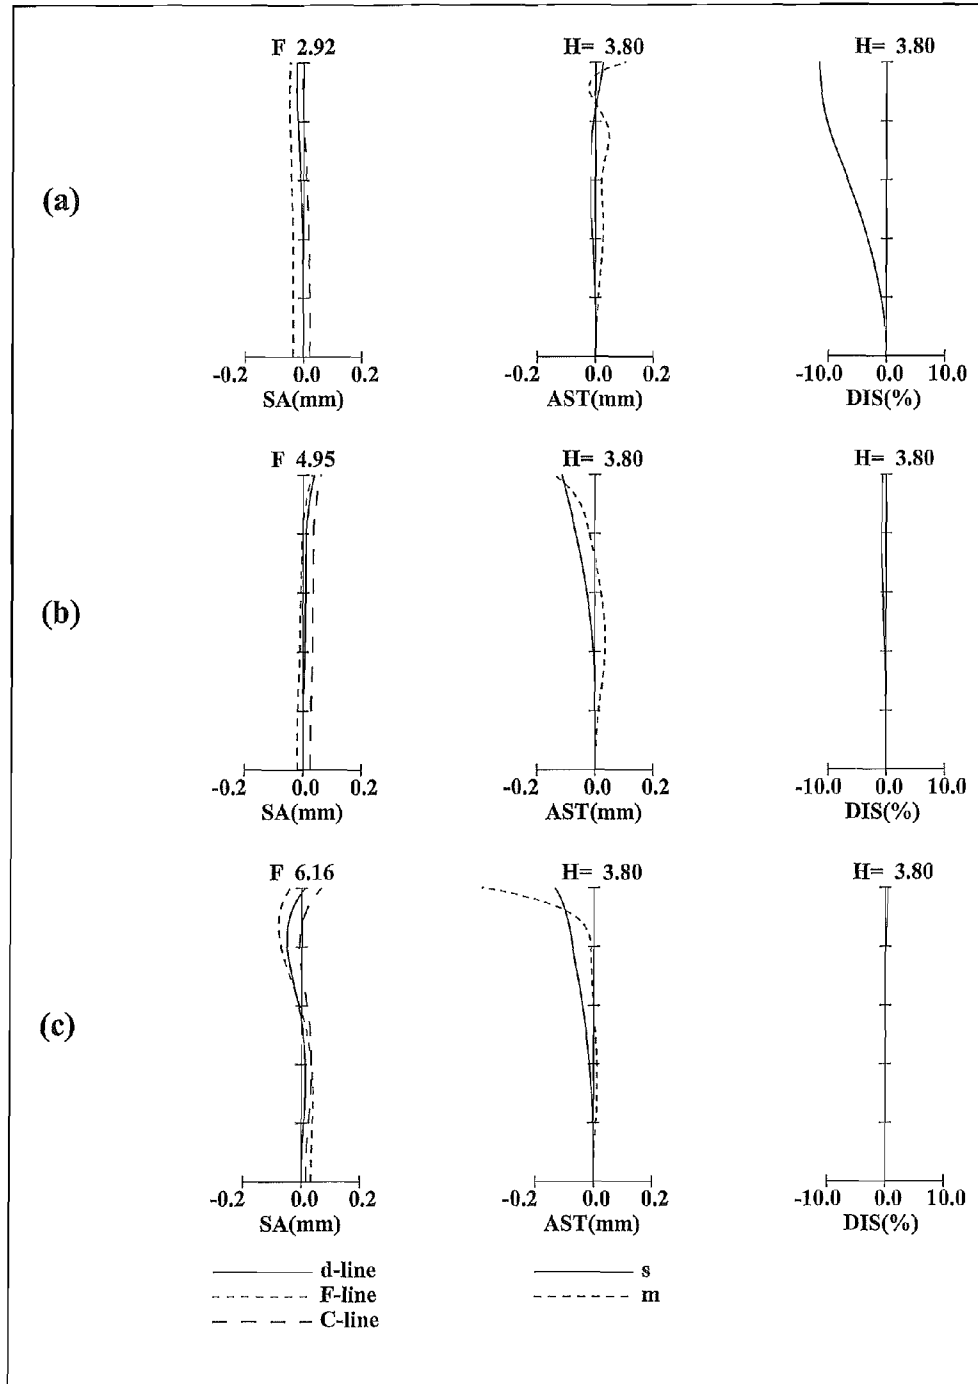 F 2.92 H= 3.80 H= 3.80
(a)
-0.2 0.0 0.2 -0.2 0.0 0.2 -10.0 0.0 10.0
SA(mm) AST(mm) DIS(%)
F 4.95 H= 3.80 H= 3.80
(b)
-0.2 0.0 0.2 -0.2 0.0 0.2 -10.0 0.0 10.0
SA(mm) AST(mm) DIS(%)
F 6.16 H= 3.80 H= 3.80
(c)
-0.2 0.0 0.2 -0.2 0.0 0.2 -10.0 0.0 10.0
SA(mm) AST(mm) DIS(%)
d-line s
F-line m
C-line